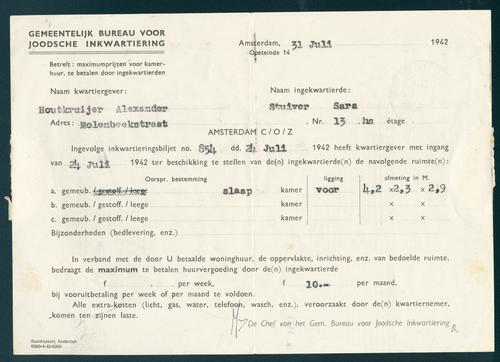 GEMEENTELIJK BUREAU VOOR
JOODSCHE INKWARTIERING
Amsterdam, 31 Juli 1942
Opsteinde 14
Betreft: maximumprijzen voor kamer-
huur, te betalen door ingekwartierden
Naam kwartiergever: Naam ingekwartierde:
Houtkruijer Alexander Stuiver Sara
Adres: Molenbeekstraat Nr. 13 hs étage
AMSTERDAM C/O/Z
Ingevolge inkwartieringsbiljet no. 854 dd. 24 Juli 1942 heeft kwartiergever met ingang
van 24 Juli 1942 ter beschikking te stellen van de(n) ingekwartierde(n) de navolgende ruimte(n):
Oorspr. bestemming ligging afmeting in M.
a. gemeub. / gestoff. / leege slaap kamer voor 4,2 x 2,3 x 2,9
b. gemeub. / gestoff. / leege kamer x x
c. gemeub. / gestoff. / leege kamer x x
Bijzonderheden (bedlevering, enz.)
In verband met de door U betaalde woninghuur, de oppervlakte, inrichting, enz. van bedoelde ruimte,
bedraagt de maximum te betalen huurvergoeding door de(n) ingekwartierde
f per week, f 10.- per maand,
bij vooruitbetaling per week of per maand te voldoen.
Alle extra-kosten (licht, gas, water, telefoon, wasch, enz.), veroorzaakt door de(n) kwartiernemer,
komen ten zijnen laste.
De Chef van het Gem. Bureau voor Joodsche Inkwartiering
Stadsdrukkerij Amsterdam